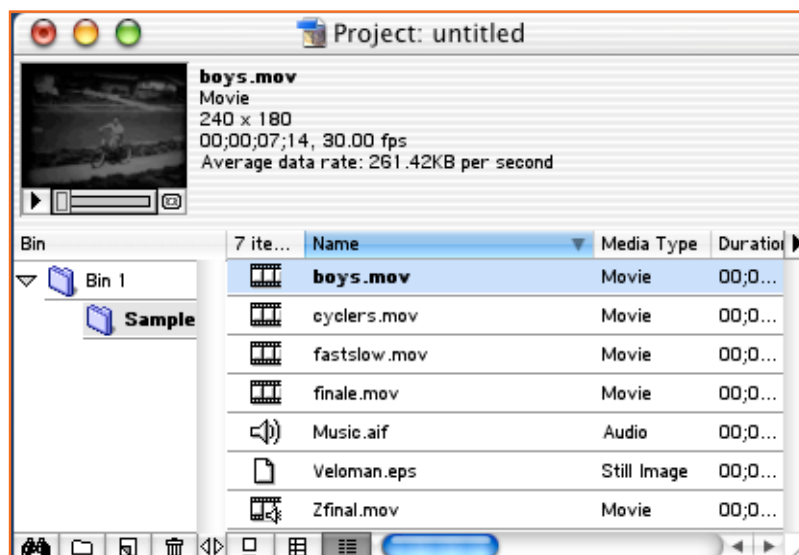 Project: untitled
boys.mov
Movie
240 x 180
00;00;07;14, 30.00 fps
Average data rate: 261.42KB per second
Bin 7 ite... Name Media Type Duration
Bin 1 boys.mov Movie 00;0...
Sample cyclers.mov Movie 00;0...
fastslow.mov Movie 00;0...
finale.mov Movie 00;0...
Music.aif Audio 00;0...
Veloman.eps Still Image 00;0...
Zfinal.mov Movie 00;0...